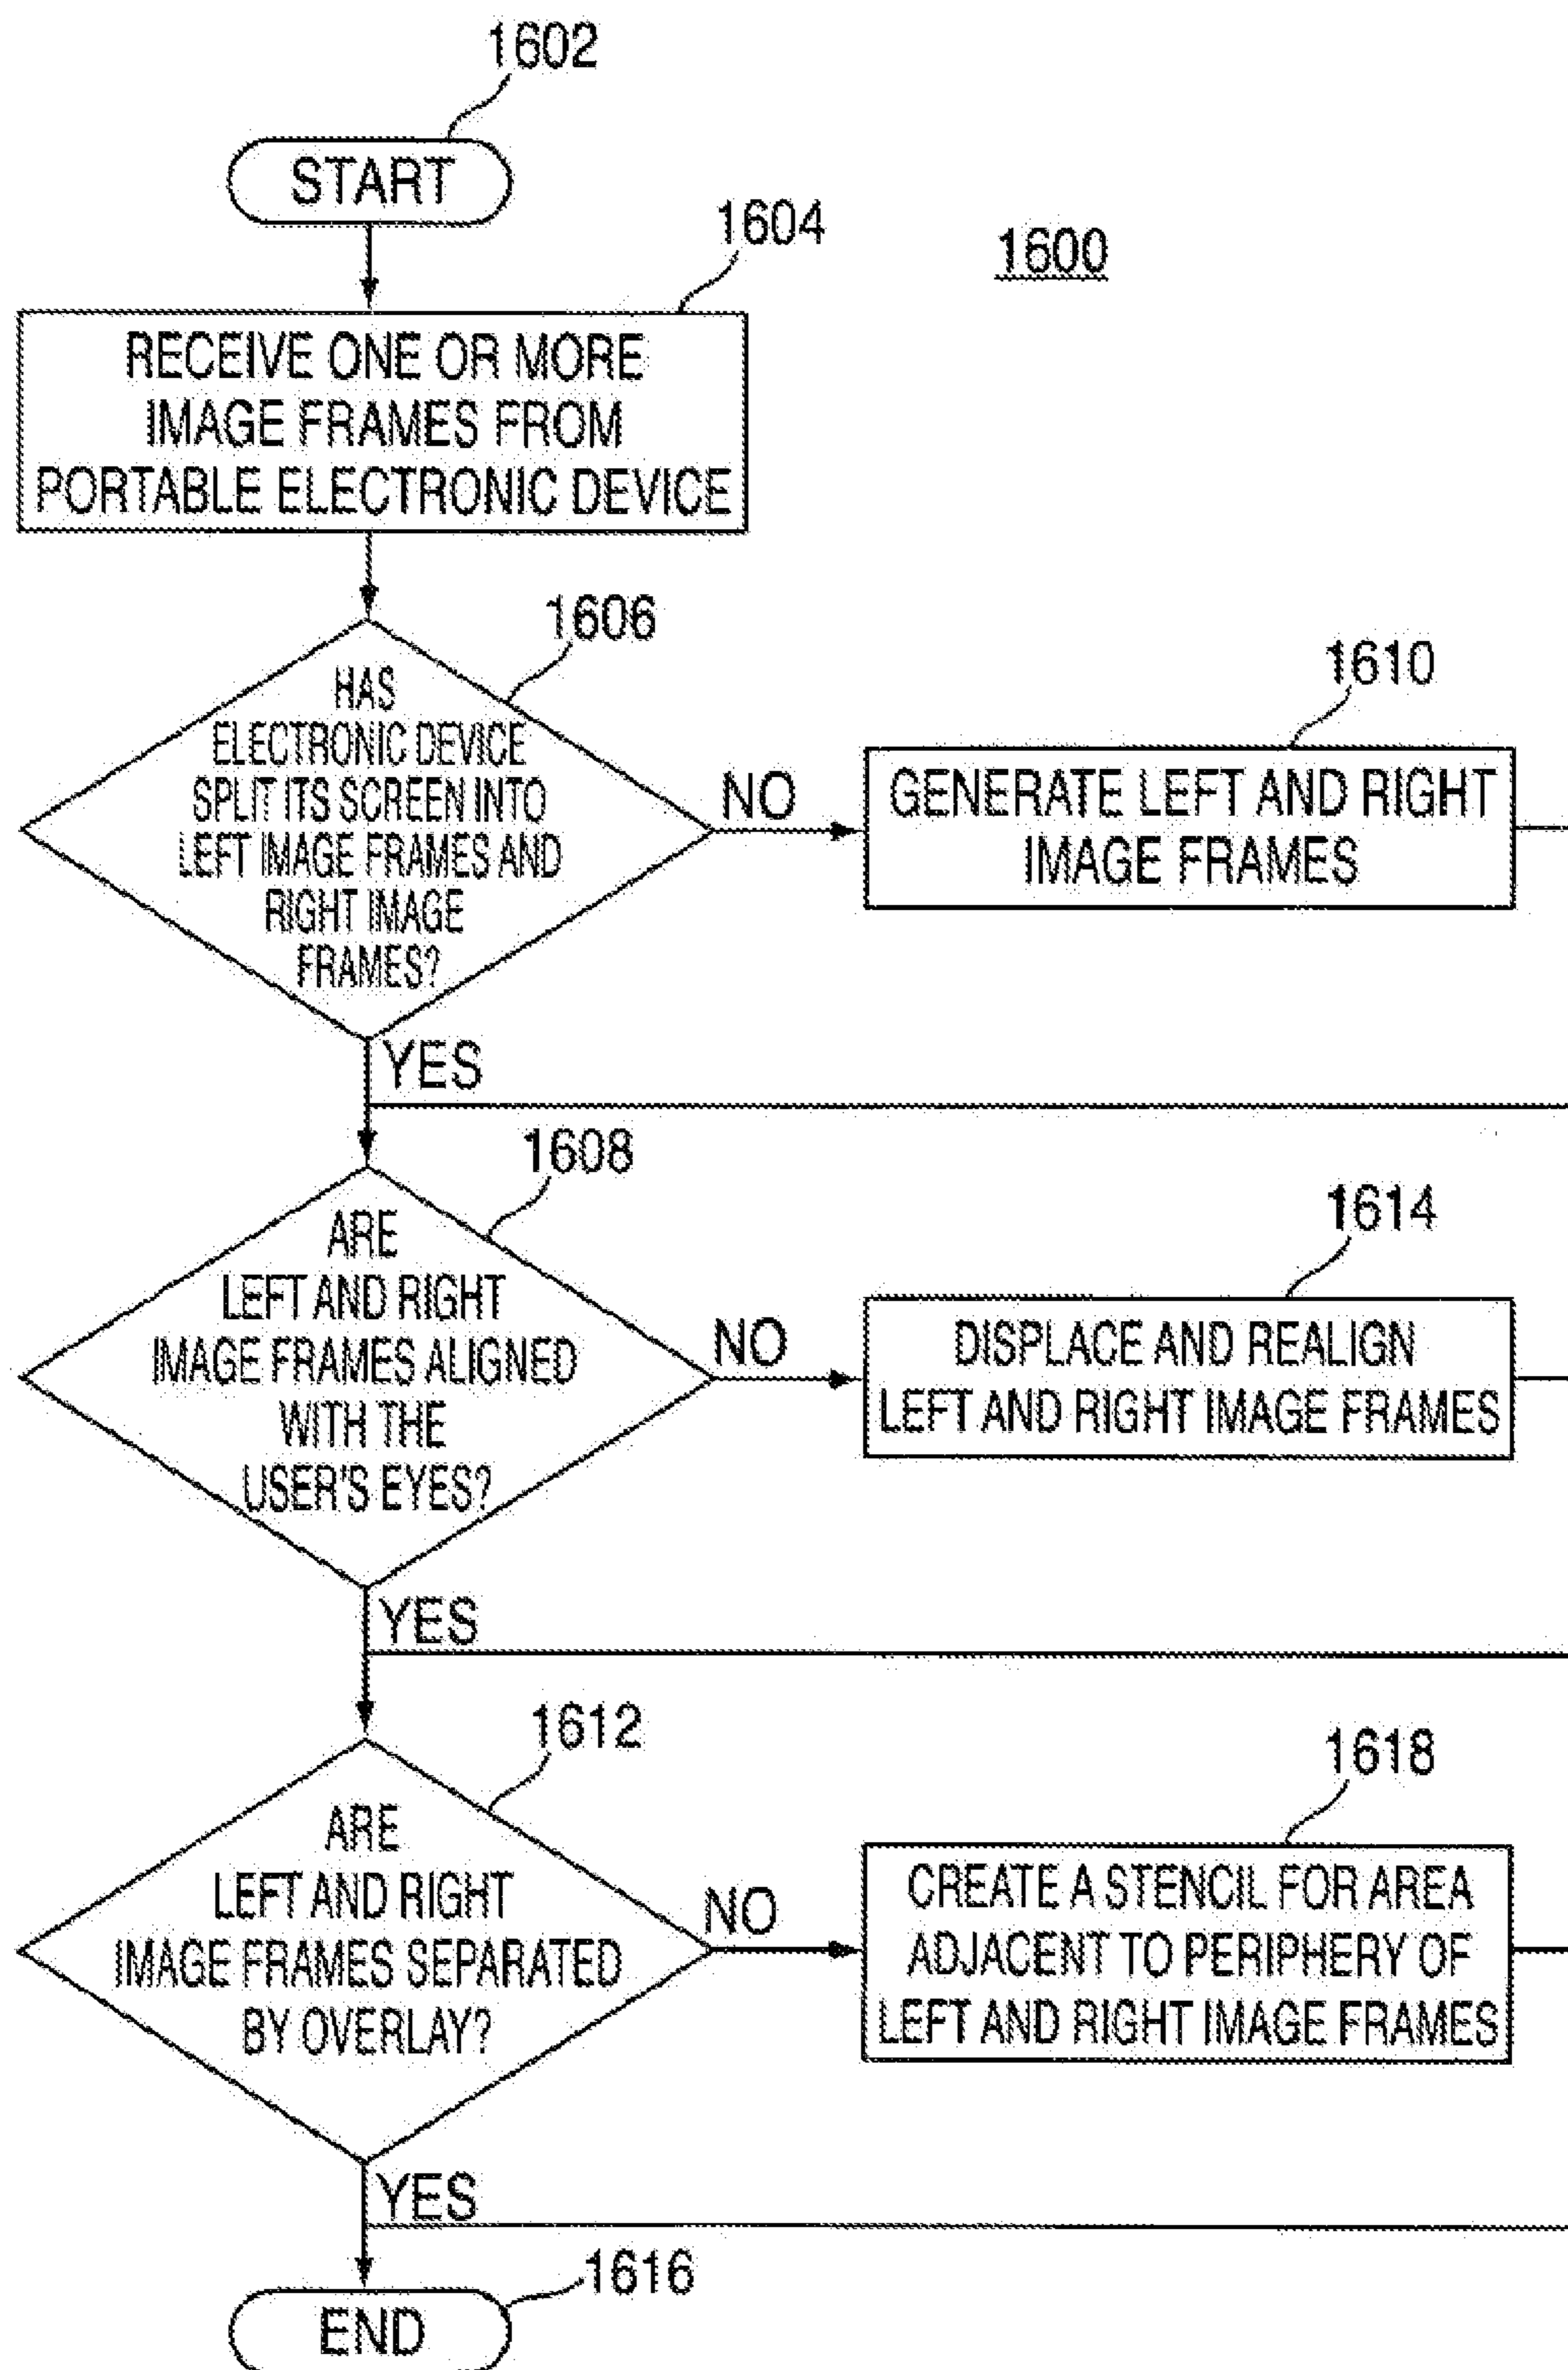 1602
START
1604
1600
RECEIVE ONE OR MORE
IMAGE FRAMES FROM
PORTABLE ELECTRONIC DEVICE
1606
HAS
ELECTRONIC DEVICE
SPLIT ITS SCREEN INTO
LEFT IMAGE FRAMES AND
RIGHT IMAGE
FRAMES?
NO
1610
GENERATE LEFT AND RIGHT
IMAGE FRAMES
YES
1608
ARE
LEFT AND RIGHT
IMAGE FRAMES ALIGNED
WITH THE
USER'S EYES?
NO
1614
DISPLACE AND REALIGN
LEFT AND RIGHT IMAGE FRAMES
YES
1612
ARE
LEFT AND RIGHT
IMAGE FRAMES SEPARATED
BY OVERLAY?
NO
1618
CREATE A STENCIL FOR AREA
ADJACENT TO PERIPHERY OF
LEFT AND RIGHT IMAGE FRAMES
YES
1616
END